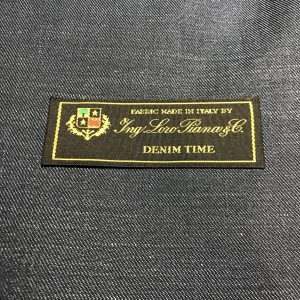 FABRIC MADE IN ITALY BY
Ing. Loro Piana & C.
DENIM TIME